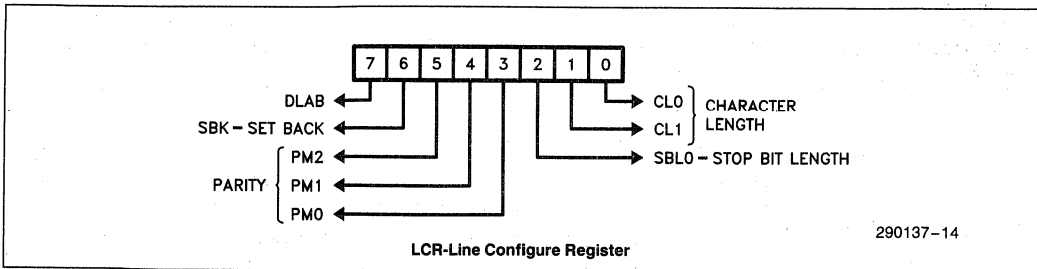 7 6 5 4 3 2 1 0
DLAB
SBK - SET BACK
PM2
PARITY PM1
PM0
CL0 CHARACTER
CL1 LENGTH
SBL0 - STOP BIT LENGTH
290137-14
LCR-Line Configure Register